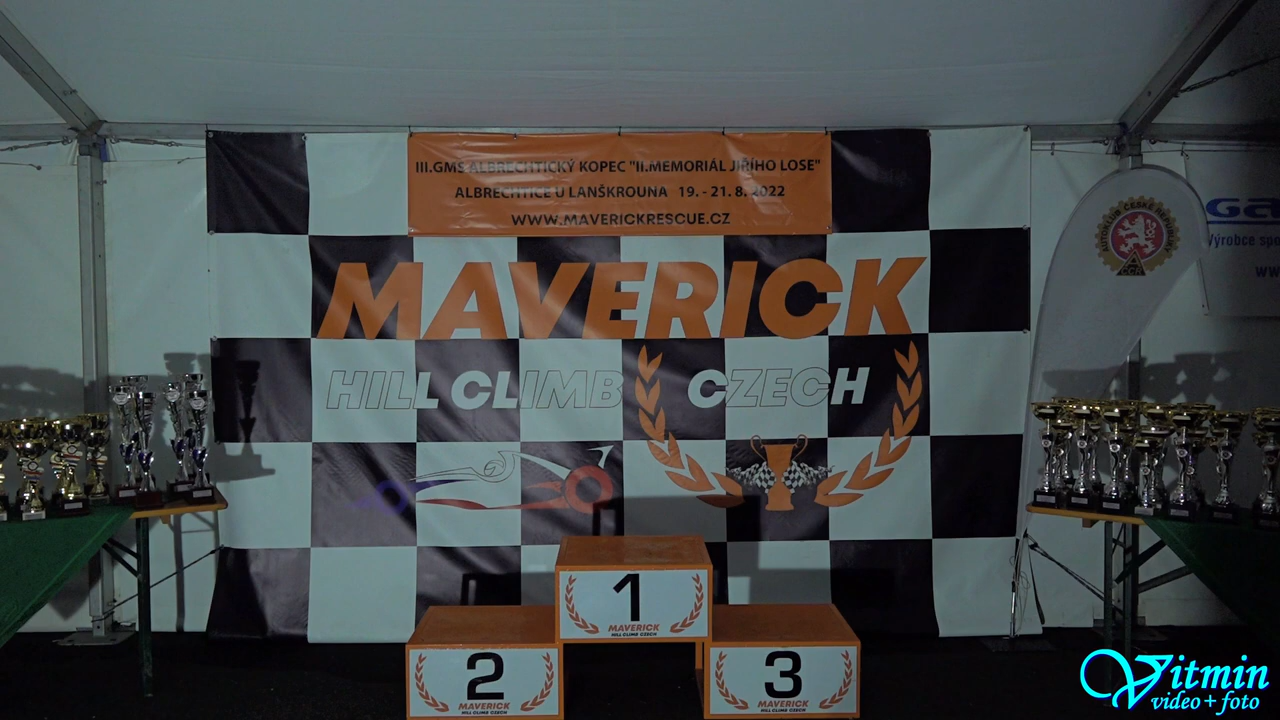 III.GMS ALBRECHTICKÝ KOPEC "II.MEMORIÁL JIŘÍHO LOSE"
ALBRECHTICE U LANŠKROUNA 19. - 21. 8. 2022
WWW.MAVERICKRESCUE.CZ
MAVERICK
HILL CLIMB CZECH
Výrobce
1
MAVERICK
HILL CLIMB CZECH
2
MAVERICK
HILL CLIMB CZECH
3
MAVERICK
HILL CLIMB CZECH
Vitmin
video+foto